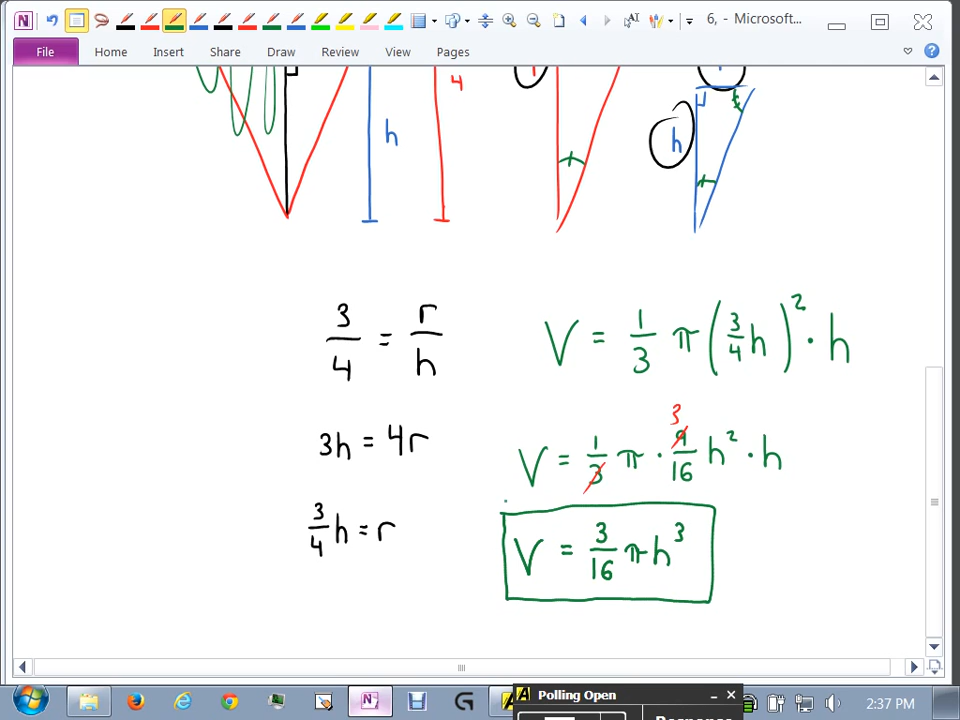 6, - Microsoft...
File Home Insert Share Draw Review View Pages
4
h
h
3/4 = r/h
V = 1/3 π (3/4 h)² · h
3
3h = 4r
V = 1/3 π · 9/16 h² · h
3/4 h = r
V = 3/16 π h³
Polling Open
2:37 PM